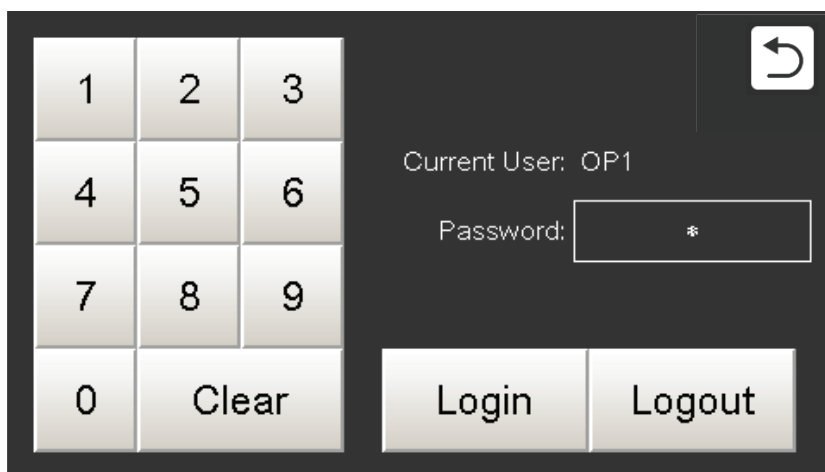 1 2 3
Current User: OP1
4 5 6
Password: *
7 8 9
0 Clear Login Logout